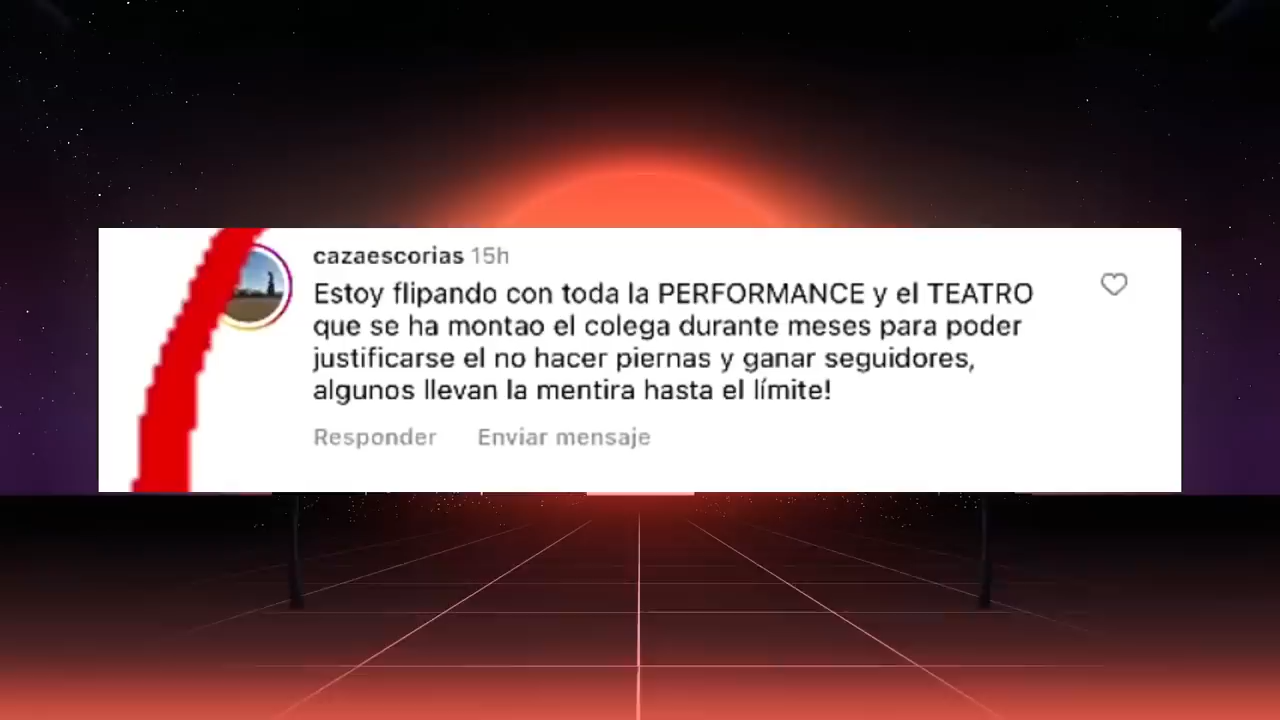 cazaescorias 15h
Estoy flipando con toda la PERFORMANCE y el TEATRO
que se ha montao el colega durante meses para poder
justificarse el no hacer piernas y ganar seguidores,
algunos llevan la mentira hasta el límite!
Responder Enviar mensaje